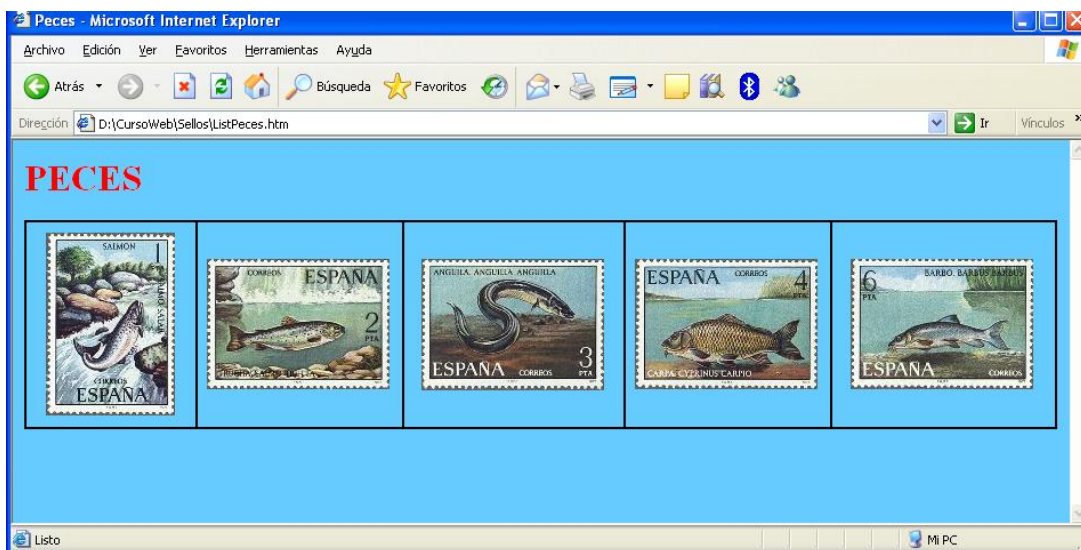 Peces - Microsoft Internet Explorer
Archivo Edición Ver Favoritos Herramientas Ayuda
Atrás Búsqueda Favoritos
Dirección D:\CursoWeb\Sellos\ListPeces.htm Ir Vínculos »
PECES
SALMON 1
CORREOS
ESPAÑA
CORREOS ESPAÑA
2
PTA
ANGUILA. ANGUILLA ANGUILLA
3
PTA
ESPAÑA CORREOS
ESPAÑA CORREOS 4
PTA
CARPA. CYPRINUS CARPIO
6
PTA
BARBO. BARBUS BARBUS
ESPAÑA CORREOS
Listo Mi PC